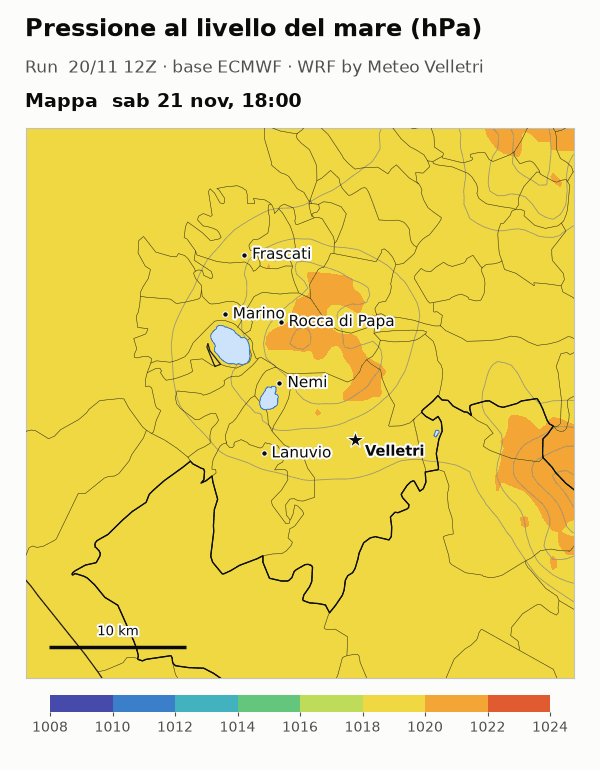 Pressione al livello del mare (hPa)
Run  20/11 12Z · base ECMWF · WRF by Meteo Velletri
Mappa  sab 21 nov, 18:00
Frascati
Marino
Rocca di Papa
Nemi
Velletri
Lanuvio
10 km
1008 1010 1012 1014 1016 1018 1020 1022 1024